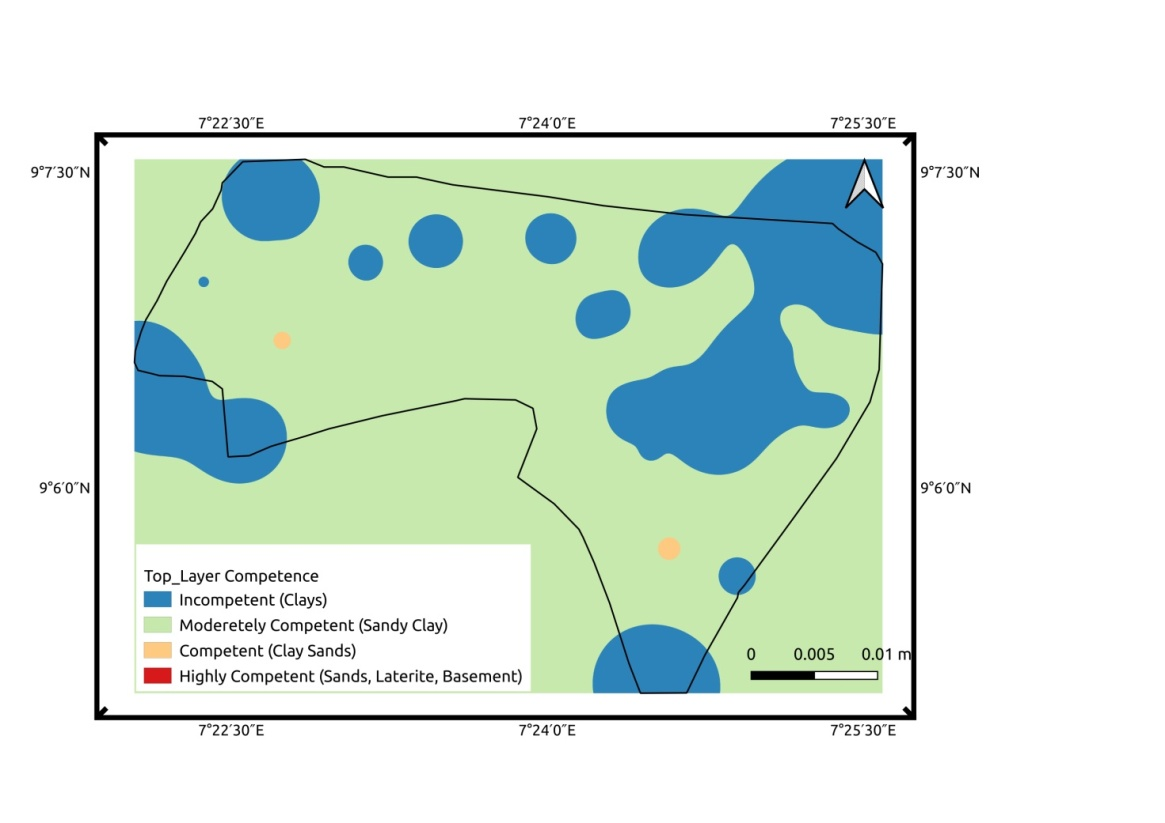 7°22′30″E 7°24′0″E 7°25′30″E
9°7′30″N 9°7′30″N
9°6′0″N 9°6′0″N
Top_Layer Competence
Incompetent (Clays)
Moderetely Competent (Sandy Clay)
Competent (Clay Sands)
Highly Competent (Sands, Laterite, Basement)
0 0.005 0.01 m
7°22′30″E 7°24′0″E 7°25′30″E